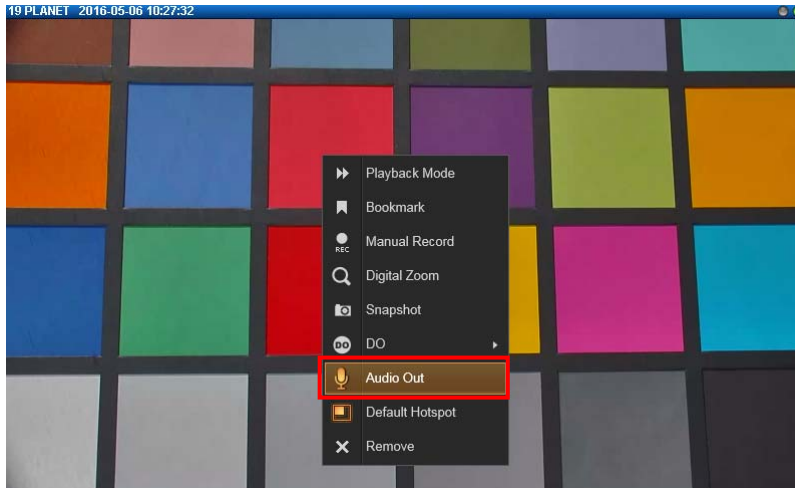 19 PLANET 2016-05-06 10:27:32
Playback Mode
Bookmark
REC
Manual Record
Digital Zoom
Snapshot
DO
DO
Audio Out
Default Hotspot
Remove